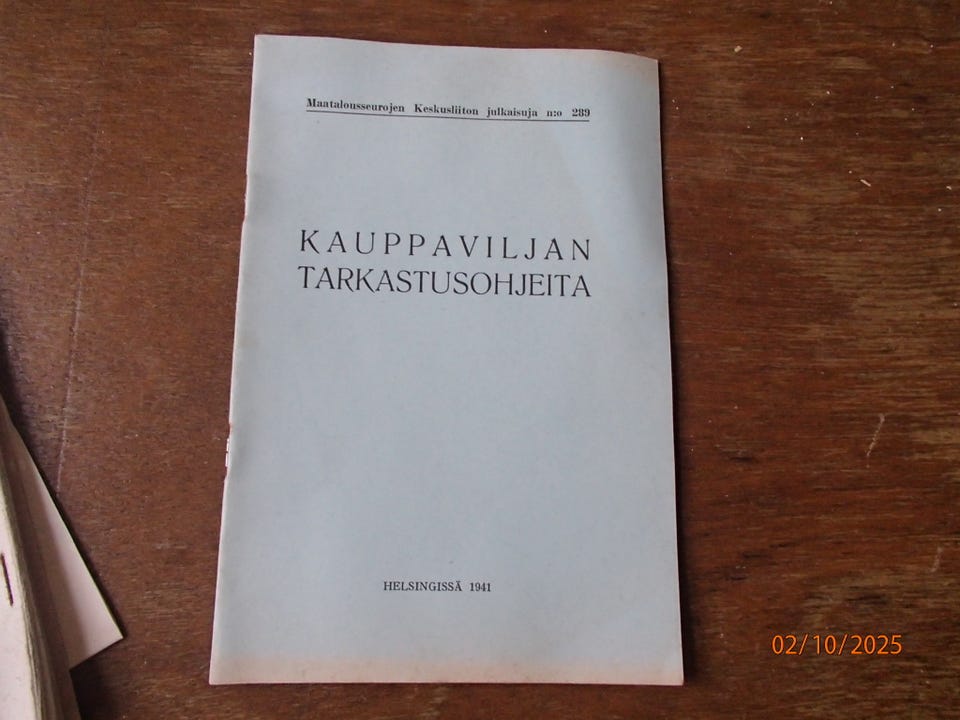 Maatalousseurojen Keskusliiton julkaisuja n:o 289
KAUPPAVILJAN
TARKASTUSOHJEITA
HELSINGISSÄ 1941
02/10/2025